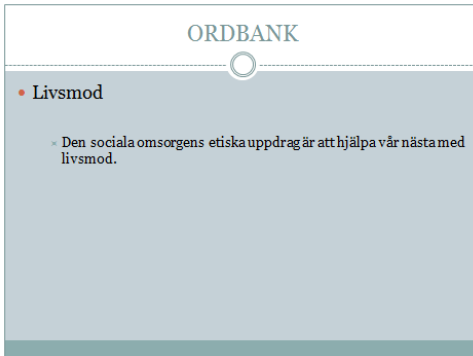 ORDBANK
Livsmod
Den sociala omsorgens etiska uppdrag är att hjälpa vår nästa med
livsmod.